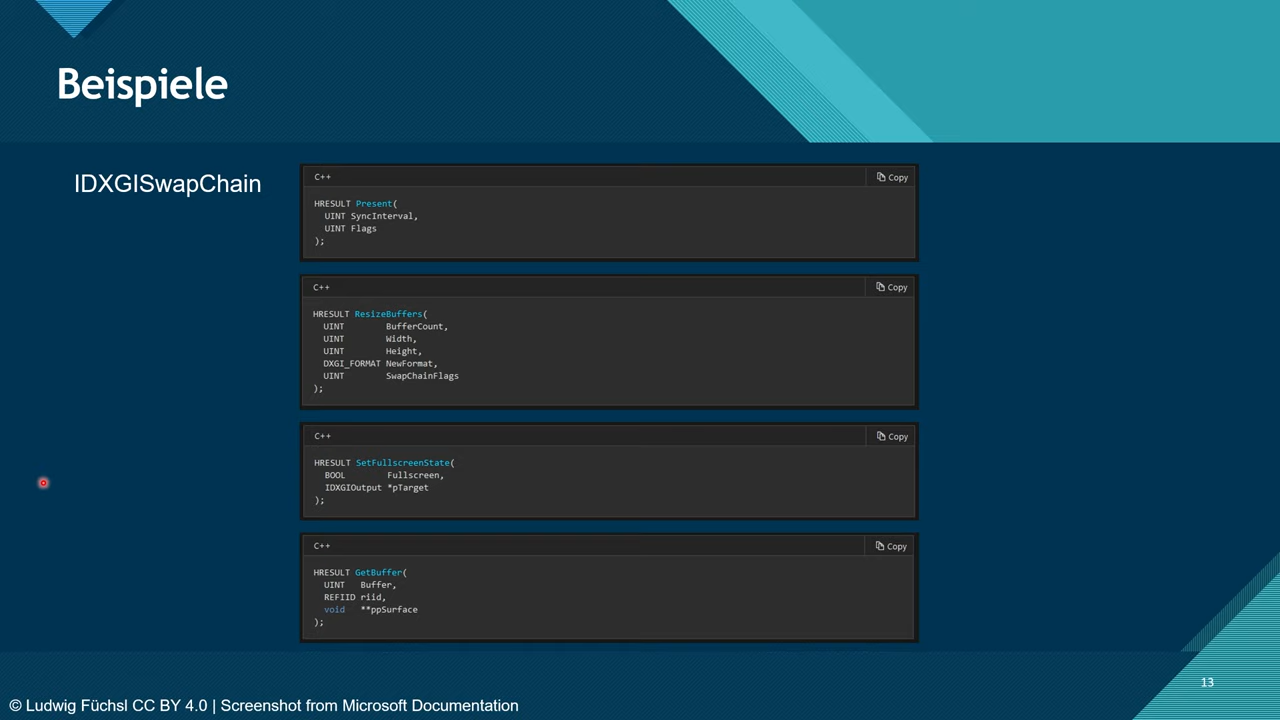 Beispiele
IDXGISwapChain
C++
Copy
HRESULT Present(
UINT SyncInterval,
UINT Flags
);
C++
Copy
HRESULT ResizeBuffers(
UINT BufferCount,
UINT Width,
UINT Height,
DXGI_FORMAT NewFormat,
UINT SwapChainFlags
);
C++
Copy
HRESULT SetFullscreenState(
BOOL Fullscreen,
IDXGIOutput *pTarget
);
C++
Copy
HRESULT GetBuffer(
UINT Buffer,
REFIID riid,
void **ppSurface
);
13
© Ludwig Füchsl CC BY 4.0 | Screenshot from Microsoft Documentation